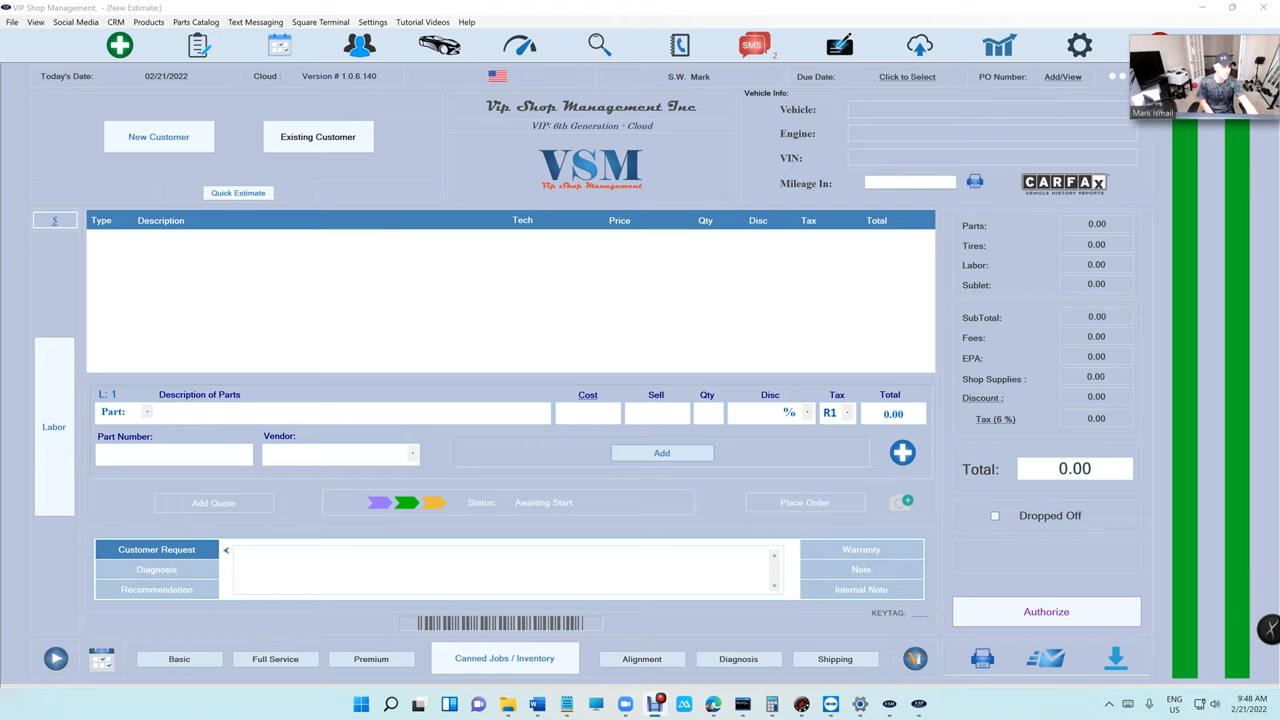 VIP Shop Management: - [New Estimate:]
File View Social Media CRM Products Parts Catalog Text Messaging Square Terminal Settings Tutorial Videos Help
SMS 2
Today's Date: 02/21/2022 Cloud : Version # 1.0.6.140 S.W. Mark Due Date: Click to Select PO Number: Add/View
Mark Ismail
Vehicle Info:
New Customer Existing Customer
Quick Estimate
Vip Shop Management Inc
VIP: 6th Generation - Cloud
VSM
Vip Shop Management
Vehicle:
Engine:
VIN:
Mileage In:
CARFAX
VEHICLE HISTORY REPORTS
$ Type Description Tech Price Qty Disc Tax Total
Labor
Parts: 0.00
Tires: 0.00
Labor: 0.00
Sublet: 0.00
SubTotal: 0.00
Fees: 0.00
EPA: 0.00
Shop Supplies : 0.00
Discount : 0.00
Tax (6 %) 0.00
Total: 0.00
Dropped Off
Authorize
L: 1 Description of Parts Cost Sell Qty Disc Tax Total
Part: % R1 0.00
Part Number: Vendor:
Add
Add Quote Status: Awaiting Start Place Order
Customer Request Warranty
Diagnosis Note
Recommendation Internal Note
KEYTAG:
Basic Full Service Premium Canned Jobs / Inventory Alignment Diagnosis Shipping
ENG
US
9:48 AM
2/21/2022